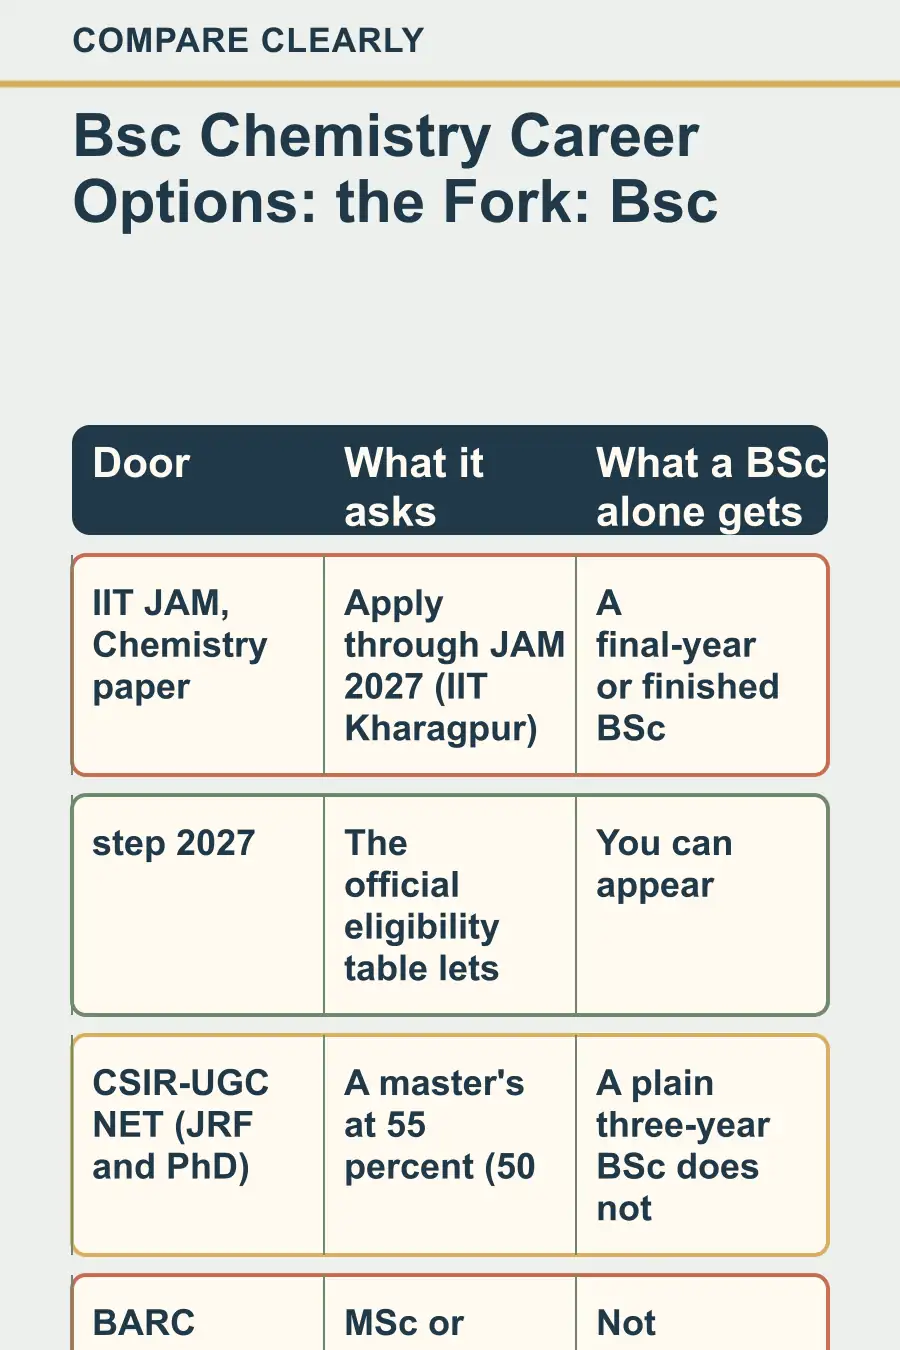 COMPARE CLEARLY
Bsc Chemistry Career
Options: the Fork: Bsc
Door
What it
asks
What a BSc
alone gets
IIT JAM,
Chemistry
paper
Apply
through JAM
2027 (IIT
Kharagpur)
A
final-year
or finished
BSc
step 2027
The
official
eligibility
table lets
You can
appear
CSIR-UGC
NET (JRF
and PhD)
A master's
at 55
percent (50
A plain
three-year
BSc does
not
BARC
MSc or
Not